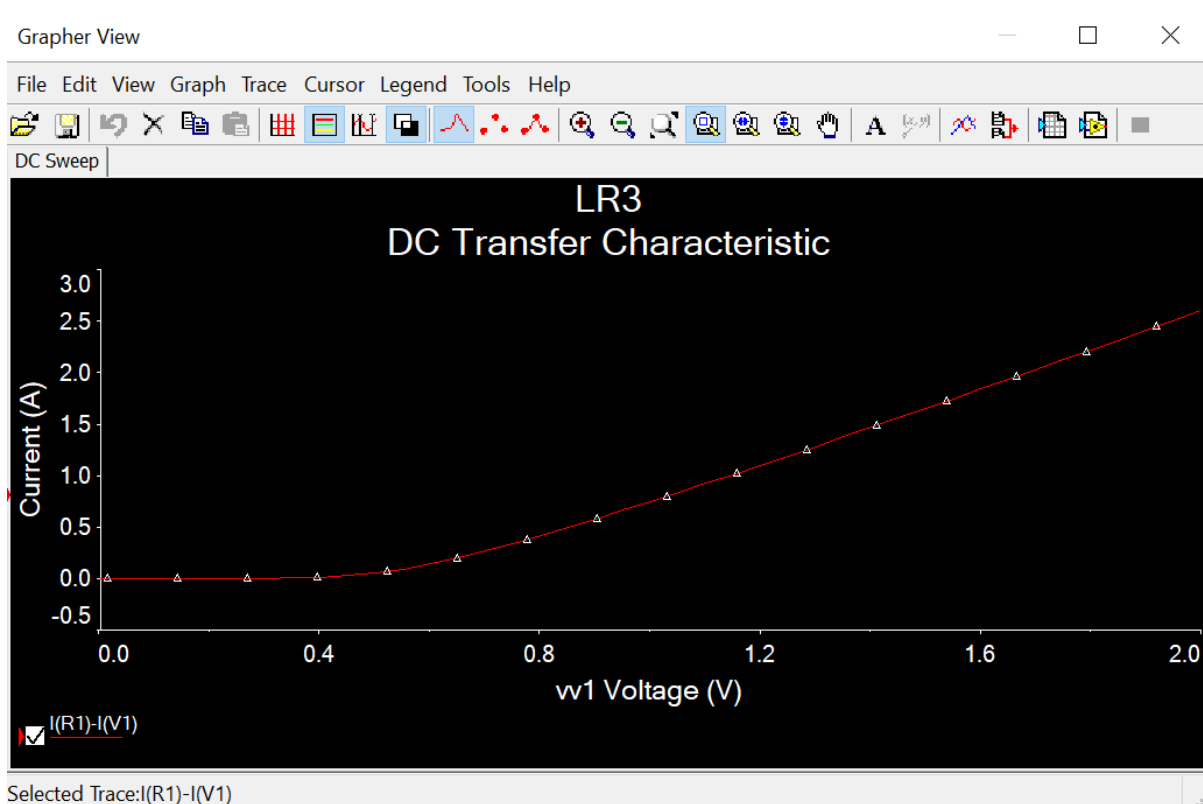 Grapher View
File Edit View Graph Trace Cursor Legend Tools Help
A (x,y)
DC Sweep
LR3
DC Transfer Characteristic
3.0
2.5
2.0
1.5
1.0
0.5
0.0
-0.5
Current (A)
0.0 0.4 0.8 1.2 1.6 2.0
vv1 Voltage (V)
I(R1)-I(V1)
Selected Trace:I(R1)-I(V1)